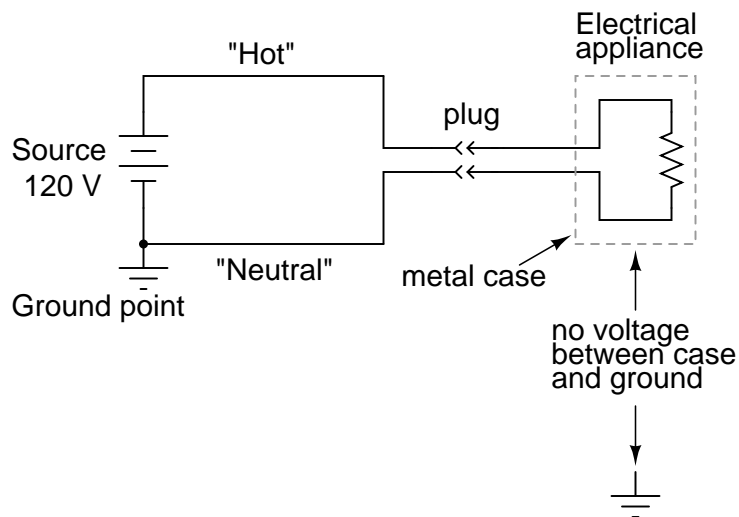 Electrical
appliance
"Hot"
plug
Source
120 V
"Neutral"
metal case
Ground point
no voltage
between case
and ground